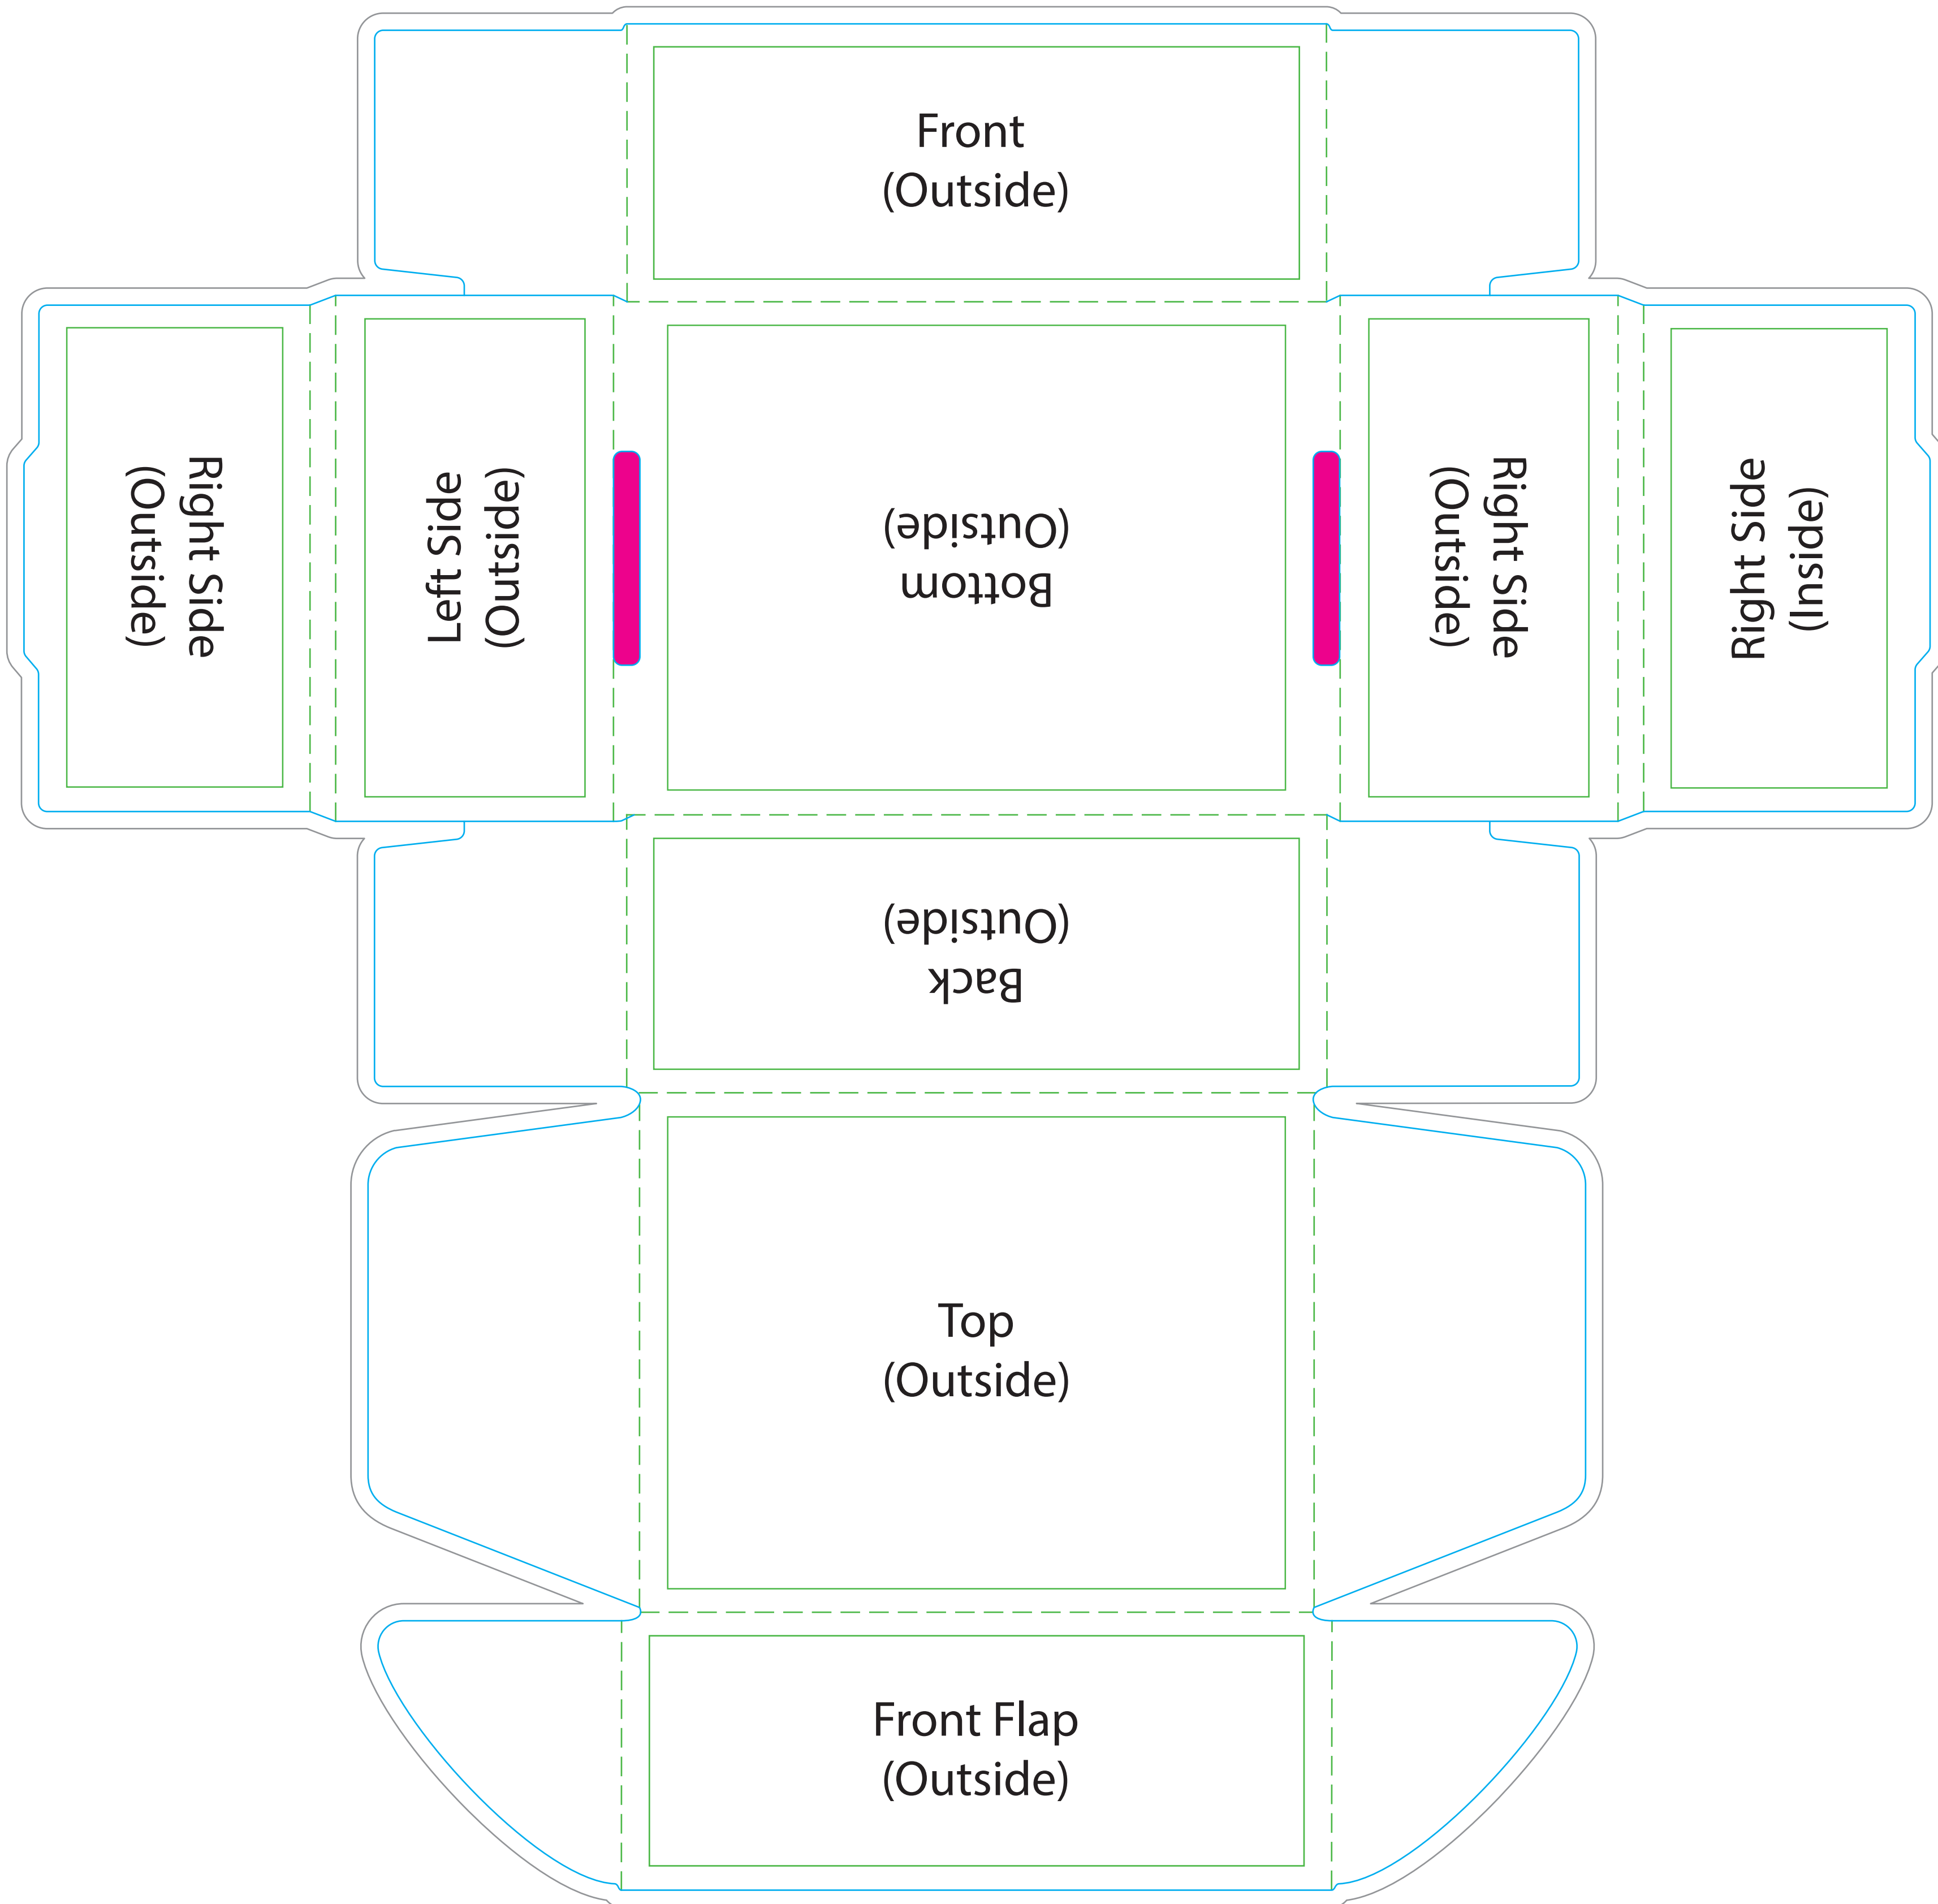 Front
(Outside)
Right Side
(Outside)
Left Side
(Outside)
Bottom
(Outside)
Right Side
(Outside)
Right Side
(Inside)
Back
(Outside)
Top
(Outside)
Front Flap
(Outside)